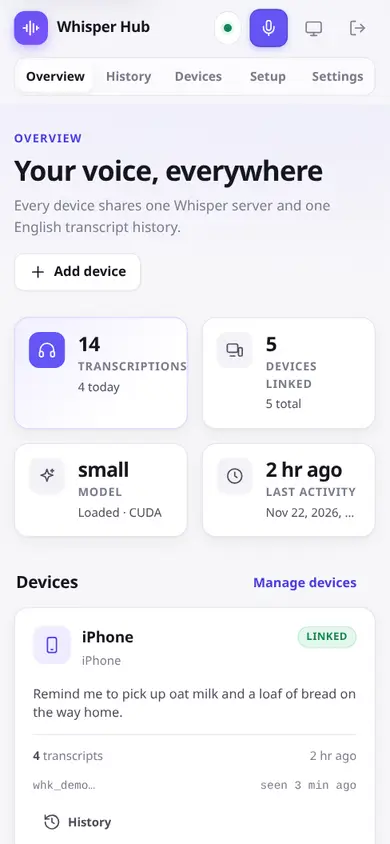 Whisper Hub
Overview History Devices Setup Settings
OVERVIEW
Your voice, everywhere
Every device shares one Whisper server and one
English transcript history.
+ Add device
14
TRANSCRIPTIONS
4 today
5
DEVICES
LINKED
5 total
small
MODEL
Loaded · CUDA
2 hr ago
LAST ACTIVITY
Nov 22, 2026, ...
Devices
Manage devices
iPhone
LINKED
iPhone
Remind me to pick up oat milk and a loaf of bread on
the way home.
4 transcripts
2 hr ago
whk_demo…
seen 3 min ago
History